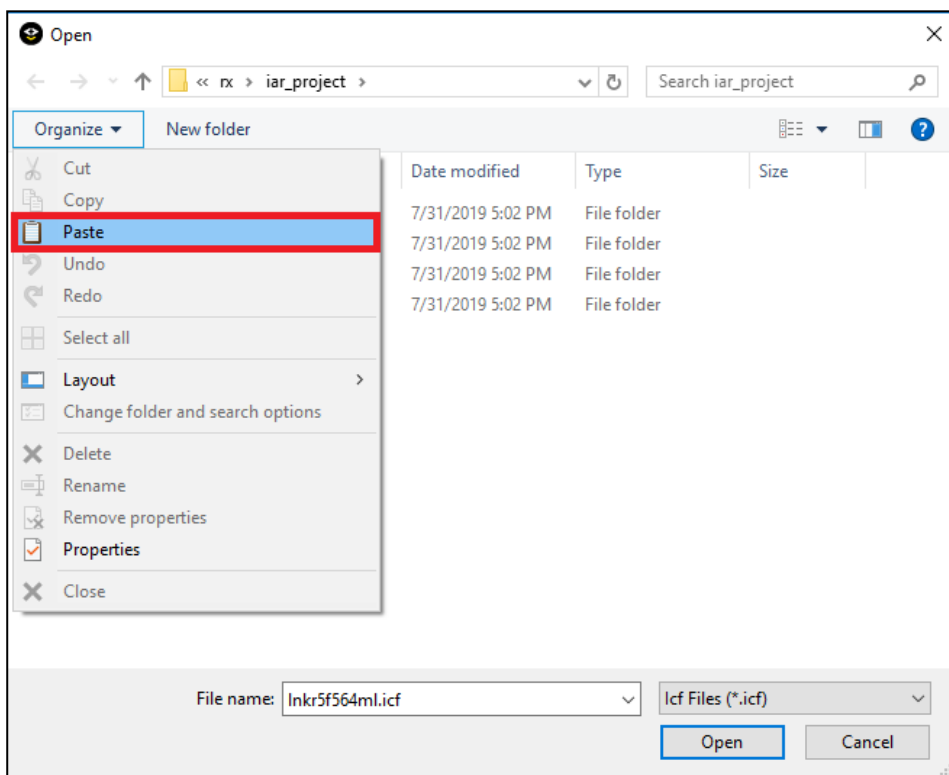 Open
« rx > iar_project >
Search iar_project
Organize
New folder
?
Cut
Copy
Paste
Undo
Redo
Select all
Layout >
Change folder and search options
Delete
Rename
Remove properties
Properties
Close
Date modified Type Size
7/31/2019 5:02 PM File folder
7/31/2019 5:02 PM File folder
7/31/2019 5:02 PM File folder
7/31/2019 5:02 PM File folder
File name: lnkr5f564ml.icf
Icf Files (*.icf)
Open Cancel